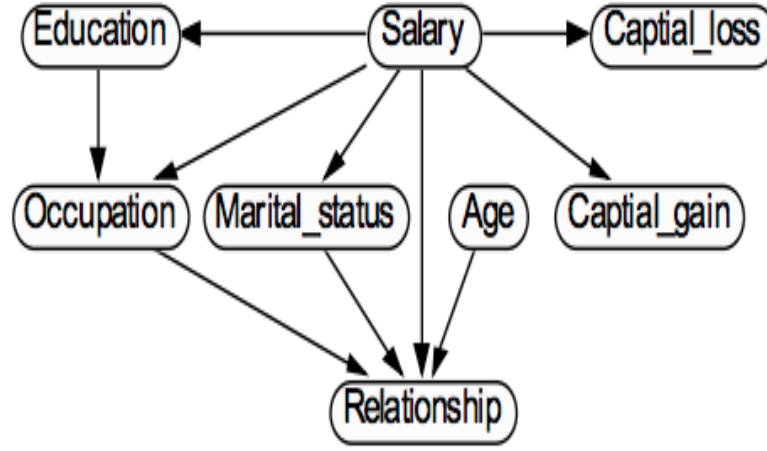 Education
Salary
Captial_loss
Occupation
Marital_status
Age
Captial_gain
Relationship